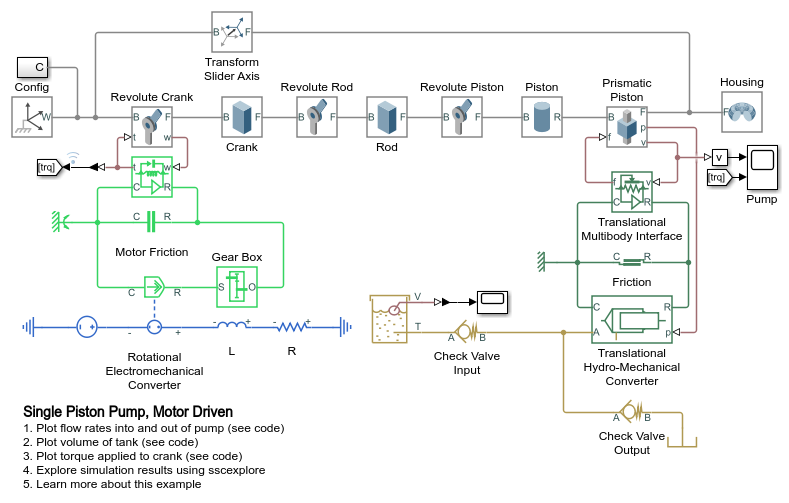 B F
Transform
Slider Axis
C
Config
W
Revolute Crank
B F
t w
B F
Crank
Revolute Rod
B F
B F
Rod
Revolute Piston
B F
Piston
B R
Prismatic
Piston
B F
p
f v
Housing
F
[trq]
t w
C R
v
[trq]
Pump
f v
C R
Translational
Multibody Interface
C R
Motor Friction
Gear Box
S O
C R
C R
Friction
C R
A p
Translational
Hydro-Mechanical
Converter
V
T
A B
Check Valve
Input
- +
- +
- +
L
R
Rotational
Electromechanical
Converter
A B
Check Valve
Output
Single Piston Pump, Motor Driven
1. Plot flow rates into and out of pump (see code)
2. Plot volume of tank (see code)
3. Plot torque applied to crank (see code)
4. Explore simulation results using sscexplore
5. Learn more about this example